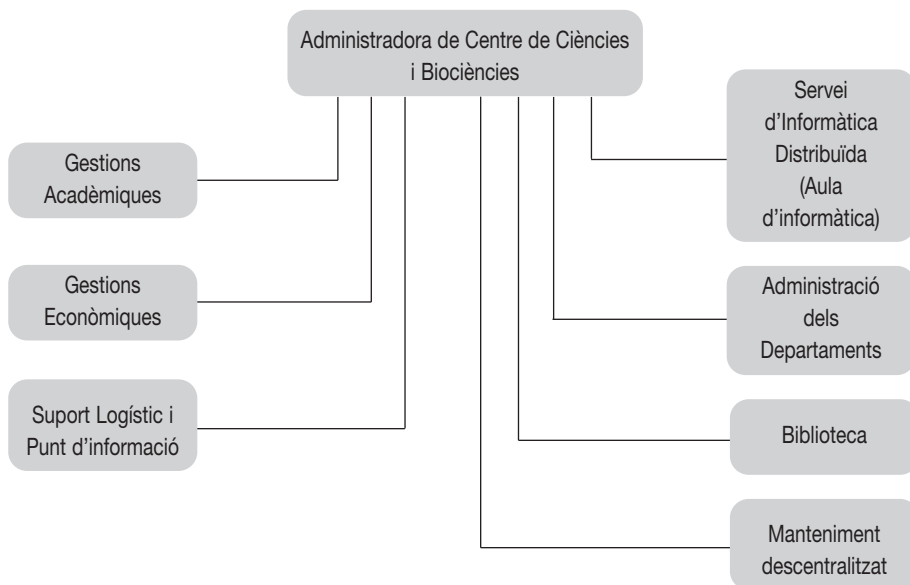 Administradora de Centre de Ciències
i Biociències
Gestions
Acadèmiques
Gestions
Econòmiques
Suport Logístic i
Punt d’informació
Servei
d’Informàtica
Distribuïda
(Aula
d’informàtica)
Administració
dels
Departaments
Biblioteca
Manteniment
descentralitzat